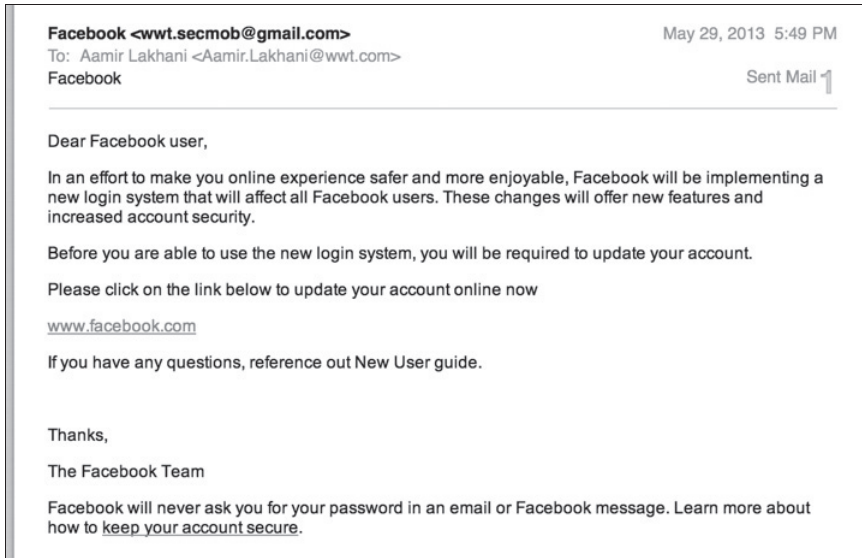 Facebook <wwt.secmob@gmail.com> May 29, 2013 5:49 PM
To: Aamir Lakhani <Aamir.Lakhani@wwt.com>
Facebook Sent Mail 1
Dear Facebook user,
In an effort to make you online experience safer and more enjoyable, Facebook will be implementing a
new login system that will affect all Facebook users. These changes will offer new features and
increased account security.
Before you are able to use the new login system, you will be required to update your account.
Please click on the link below to update your account online now
www.facebook.com
If you have any questions, reference out New User guide.
Thanks,
The Facebook Team
Facebook will never ask you for your password in an email or Facebook message. Learn more about
how to keep your account secure.